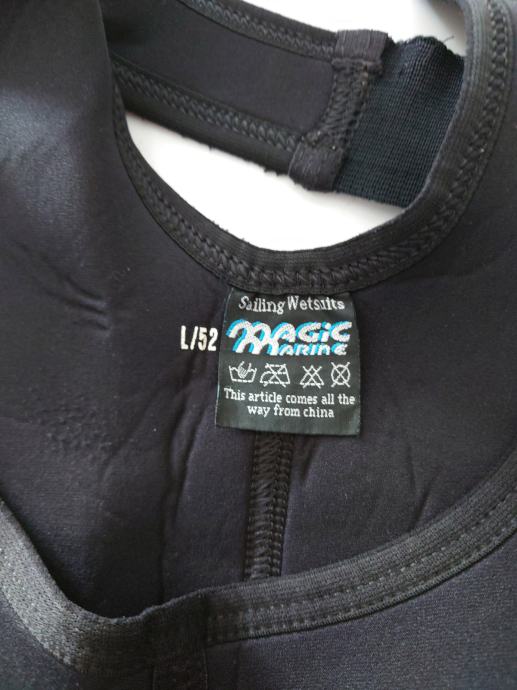 Sailing Wetsuits
L/52
MAGIC
MARINE
This article comes all the
way from china